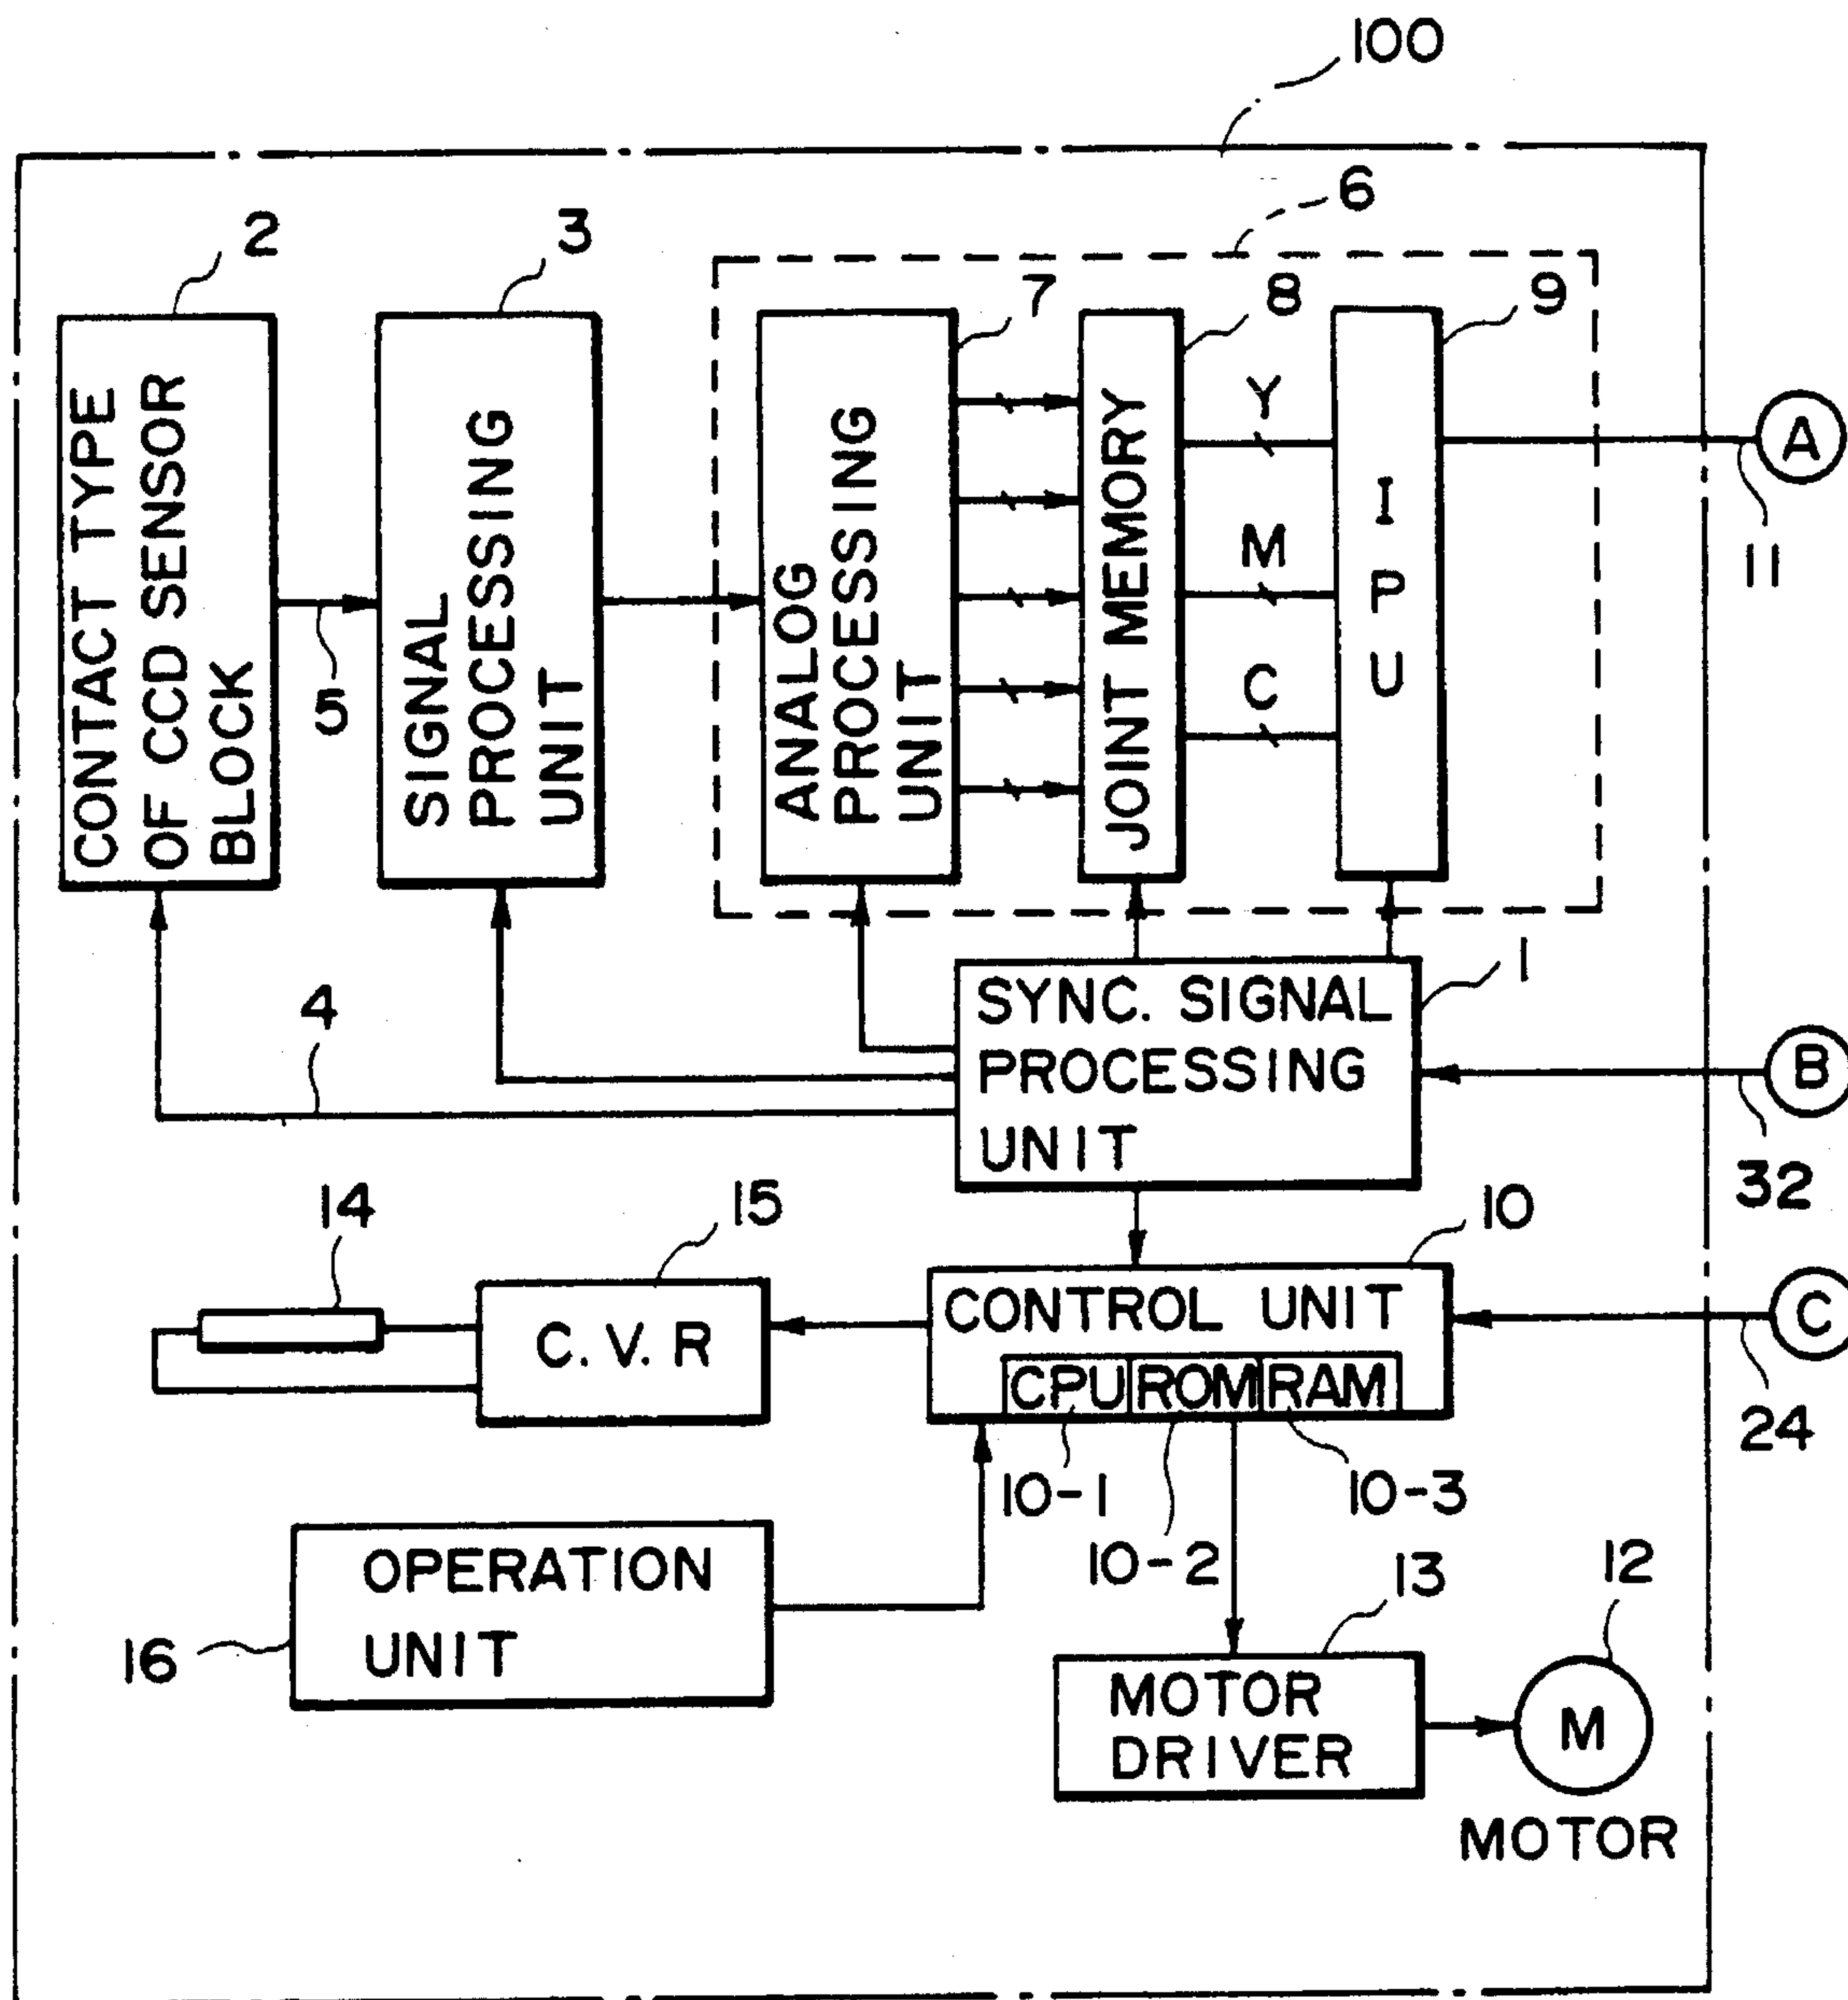 100
6
2
3
7
8
9
CONTACT TYPE
OF CCD SENSOR
BLOCK
SIGNAL
PROCESSING
UNIT
ANALOG
PROCESSING
UNIT
JOINT MEMORY
Y
M
C
I
P
U
A
11
5
4
1
SYNC. SIGNAL
PROCESSING
UNIT
B
32
14
15
10
C.V.R
CONTROL UNIT
CPU ROM RAM
C
24
10-1
10-3
10-2
OPERATION
UNIT
16
13
12
MOTOR
DRIVER
M
MOTOR